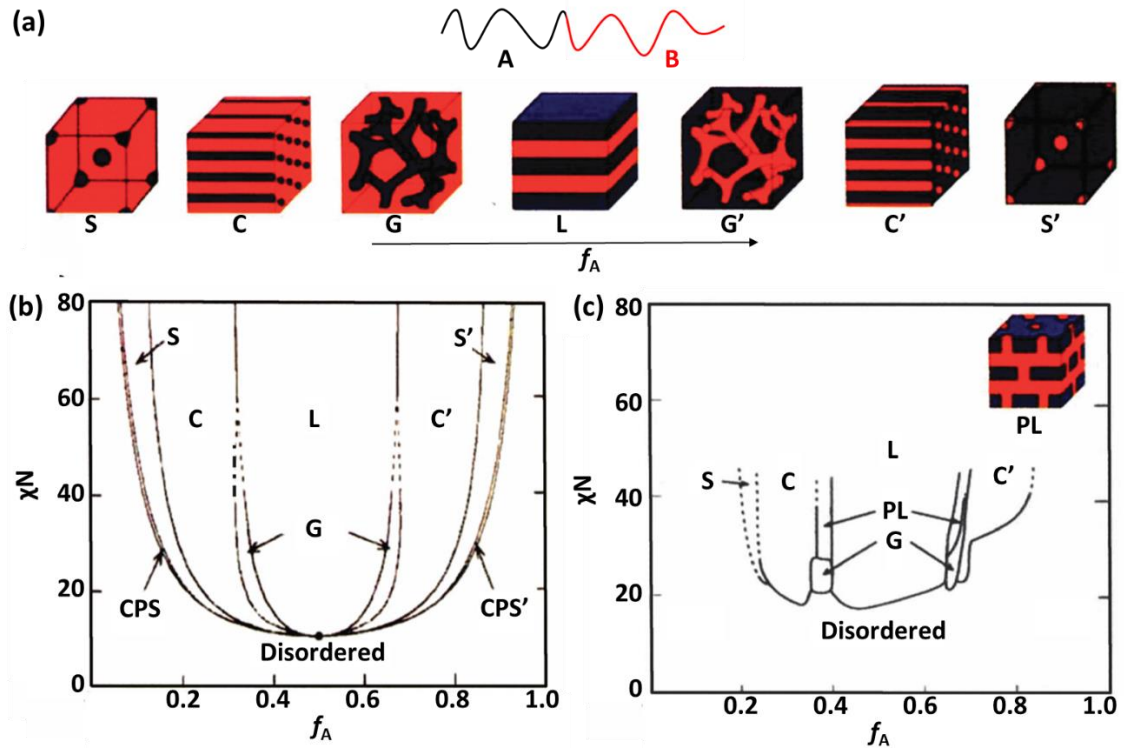 (a)
A
B
S C G L G' C' S'
fA
(b)
80
60
40
20
0
χN
S
S'
C
L
C'
G
CPS
CPS'
Disordered
0.2 0.4 0.6 0.8 1.0
fA
(c)
80
60
40
20
0
χN
PL
L
S
C
C'
PL
G
Disordered
0.2 0.4 0.6 0.8 1.0
fA